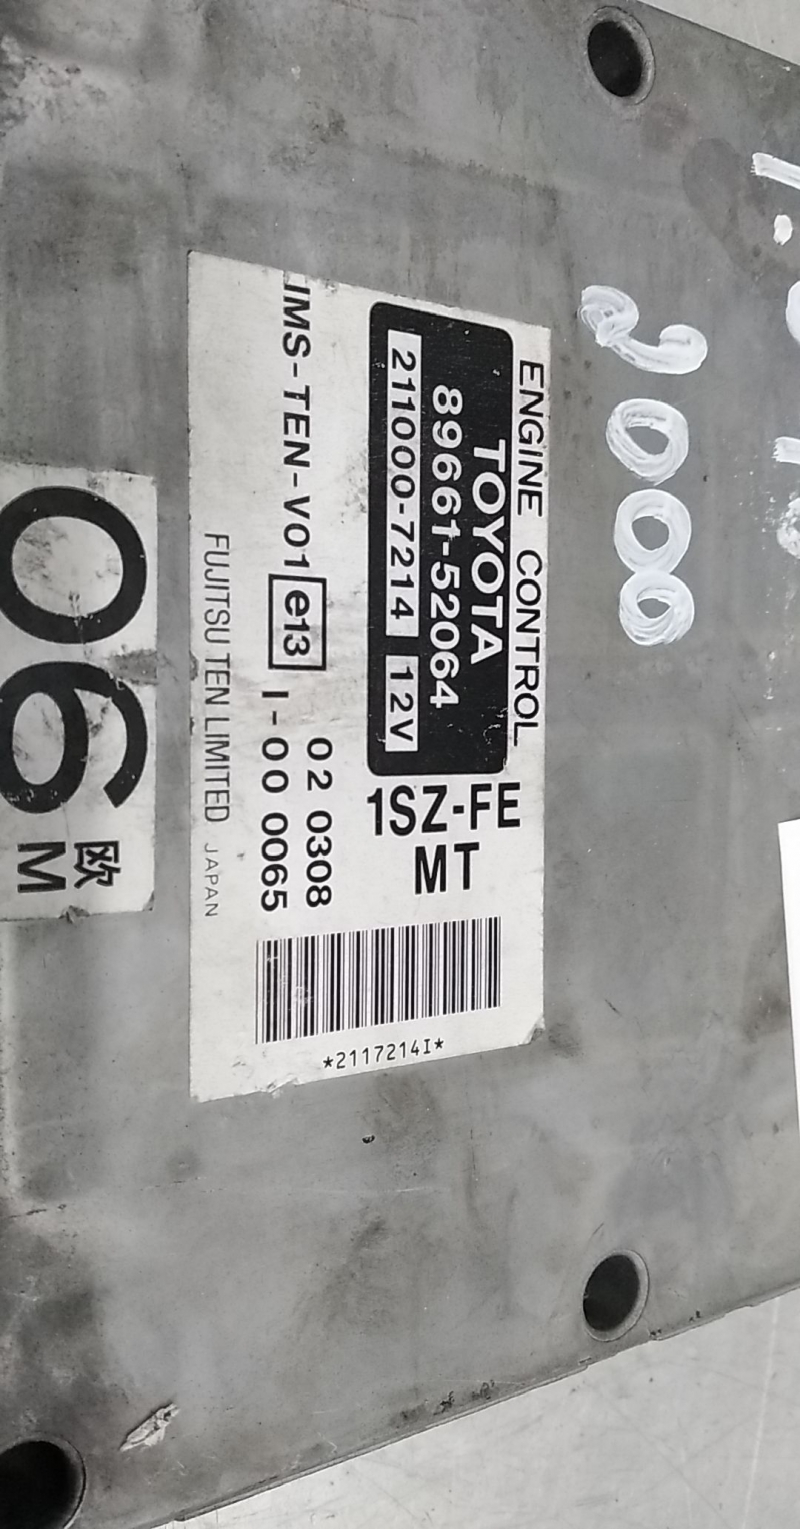 2000
ENGINE CONTROL
TOYOTA
89661-52064
211000-7214 12V
1SZ-FE
MT
IMS-TEN-V01 e13
02 0308
I-00 0065
FUJITSU TEN LIMITED JAPAN
*2117214I*
06 欧
M